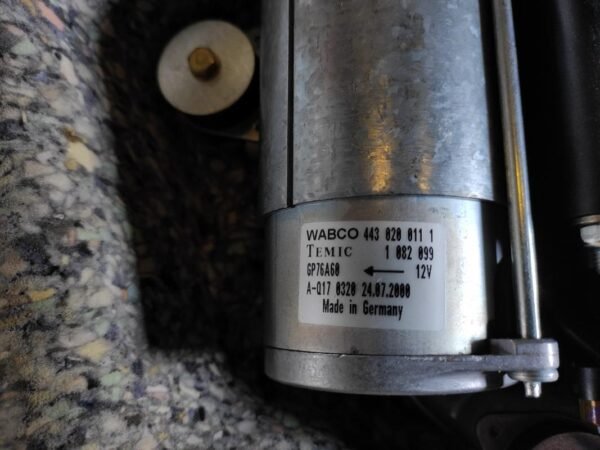 WABCO 443 020 011 1
TEMIC 1 082 099
GP76A60 ← 12V
A-Q17 0320 24.07.2000
Made in Germany